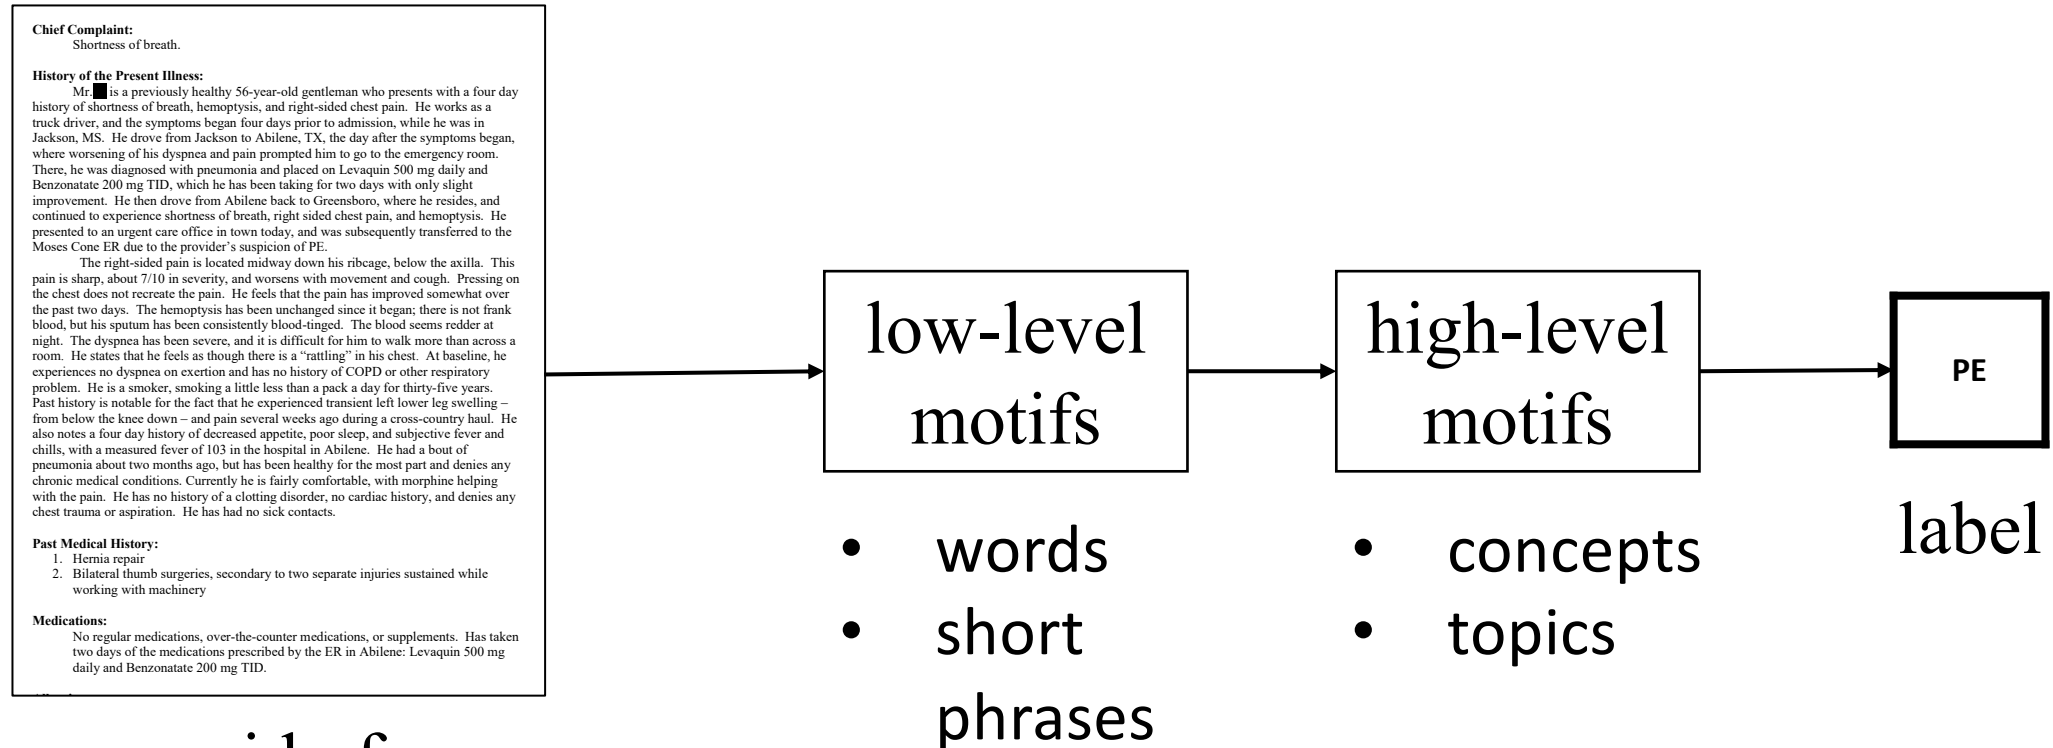 Chief Complaint:
Shortness of breath.
History of the Present Illness:
Mr. is a previously healthy 56-year-old gentleman who presents with a four day
history of shortness of breath, hemoptysis, and right-sided chest pain. He works as a
truck driver, and the symptoms began four days prior to admission, while he was in
Jackson, MS. He drove from Jackson to Abilene, TX, the day after the symptoms began,
where worsening of his dyspnea and pain prompted him to go to the emergency room.
There, he was diagnosed with pneumonia and placed on Levaquin 500 mg daily and
Benzonatate 200 mg TID, which he has been taking for two days with only slight
improvement. He then drove from Abilene back to Greensboro, where he resides, and
continued to experience shortness of breath, right sided chest pain, and hemoptysis. He
presented to an urgent care office in town today, and was subsequently transferred to the
Moses Cone ER due to the provider's suspicion of PE.
The right-sided pain is located midway down his ribcage, below the axilla. This
pain is sharp, about 7/10 in severity, and worsens with movement and cough. Pressing on
the chest does not recreate the pain. He feels that the pain has improved somewhat over
the past two days. The hemoptysis has been unchanged since it began; there is not frank
blood, but his sputum has been consistently blood-tinged. The blood seems redder at
night. The dyspnea has been severe, and it is difficult for him to walk more than across a
room. He states that he feels as though there is a “rattling” in his chest. At baseline, he
experiences no dyspnea on exertion and has no history of COPD or other respiratory
problem. He is a smoker, smoking a little less than a pack a day for thirty-five years.
Past history is notable for the fact that he experienced transient left lower leg swelling –
from below the knee down – and pain several weeks ago during a cross-country haul. He
also notes a four day history of decreased appetite, poor sleep, and subjective fever and
chills, with a measured fever of 103 in the hospital in Abilene. He had a bout of
pneumonia about two months ago, but has been healthy for the most part and denies any
chronic medical conditions. Currently he is fairly comfortable, with morphine helping
with the pain. He has no history of a clotting disorder, no cardiac history, and denies any
chest trauma or aspiration. He has had no sick contacts.
Past Medical History:
1. Hernia repair
2. Bilateral thumb surgeries, secondary to two separate injuries sustained while
working with machinery
Medications:
No regular medications, over-the-counter medications, or supplements. Has taken
two days of the medications prescribed by the ER in Abilene: Levaquin 500 mg
daily and Benzonatate 200 mg TID.
low-level
motifs
• words
• short
phrases
high-level
motifs
• concepts
• topics
PE
label